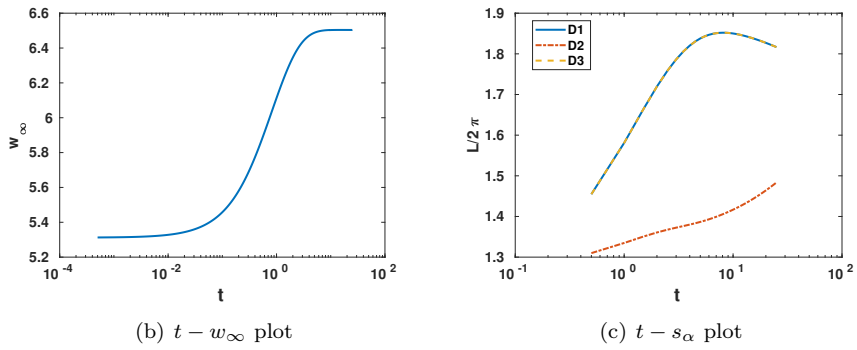 6.6
6.4
6.2
6
5.8
5.6
5.4
5.2
w∞
10⁻⁴
10⁻²
10⁰
10²
t
(b) t − w∞ plot
2
1.9
1.8
1.7
1.6
1.5
1.4
1.3
L/2 π
D1
D2
D3
10⁻¹
10⁰
10¹
10²
t
(c) t − sα plot